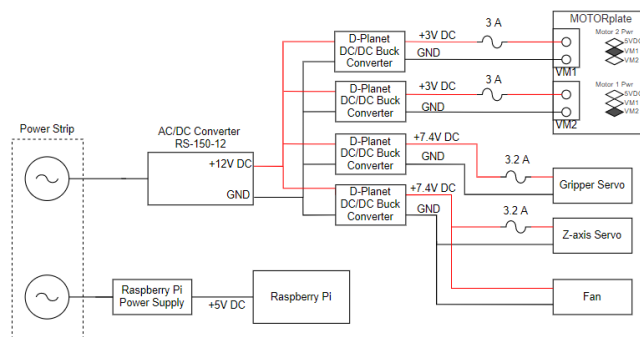 MOTORplate
Motor 2 Pwr
5VDC
VM1
VM2
VM1
Motor 1 Pwr
5VDC
VM1
VM2
VM2
D-Planet
DC/DC Buck
Converter
+3V DC
GND
3 A
D-Planet
DC/DC Buck
Converter
+3V DC
GND
3 A
D-Planet
DC/DC Buck
Converter
+7.4V DC
GND
3.2 A
Gripper Servo
D-Planet
DC/DC Buck
Converter
+7.4V DC
GND
3.2 A
Z-axis Servo
Fan
Power Strip
AC/DC Converter
RS-150-12
+12V DC
GND
Raspberry Pi
Power Supply
+5V DC
Raspberry Pi